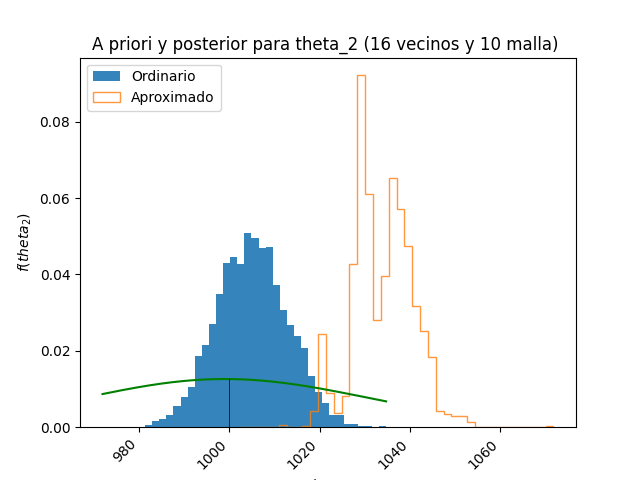 A priori y posterior para theta_2 (16 vecinos y 10 malla)
Ordinario
Aproximado
f(theta₂)
0.08
0.06
0.04
0.02
0.00
980
1000
1020
1040
1060